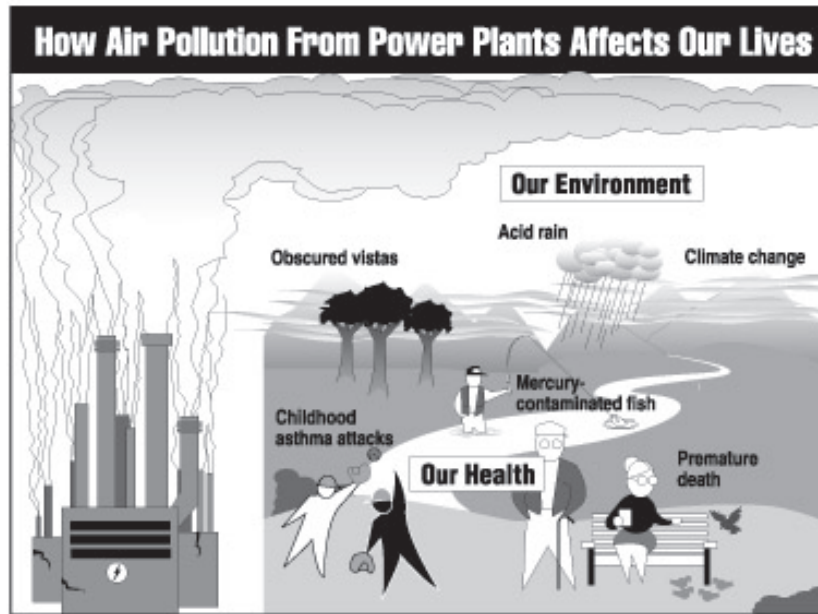 How Air Pollution From Power Plants Affects Our Lives
Our Environment
Acid rain
Obscured vistas
Climate change
Mercury-
contaminated fish
Childhood
asthma attacks
Our Health
Premature
death